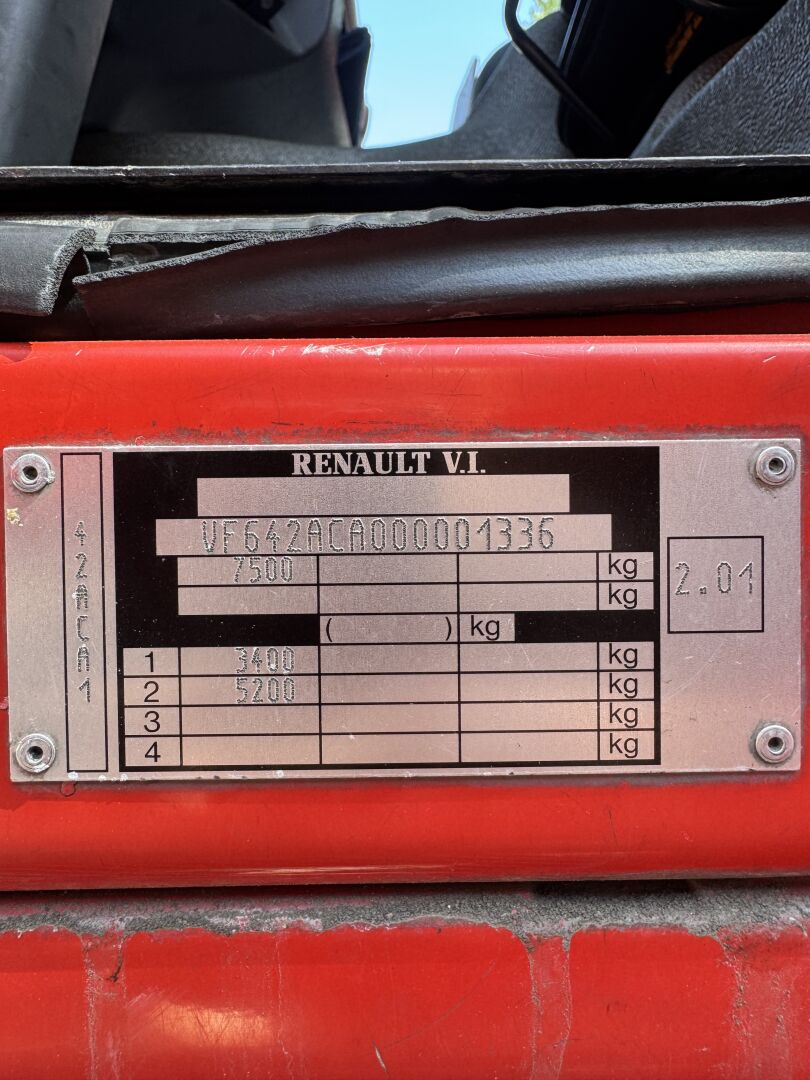 RENAULT V.I.
VF642ACA000001336
7500 kg
kg
( ) kg
1 3400 kg
2 5200 kg
3 kg
4 kg
42ACA1
2.01